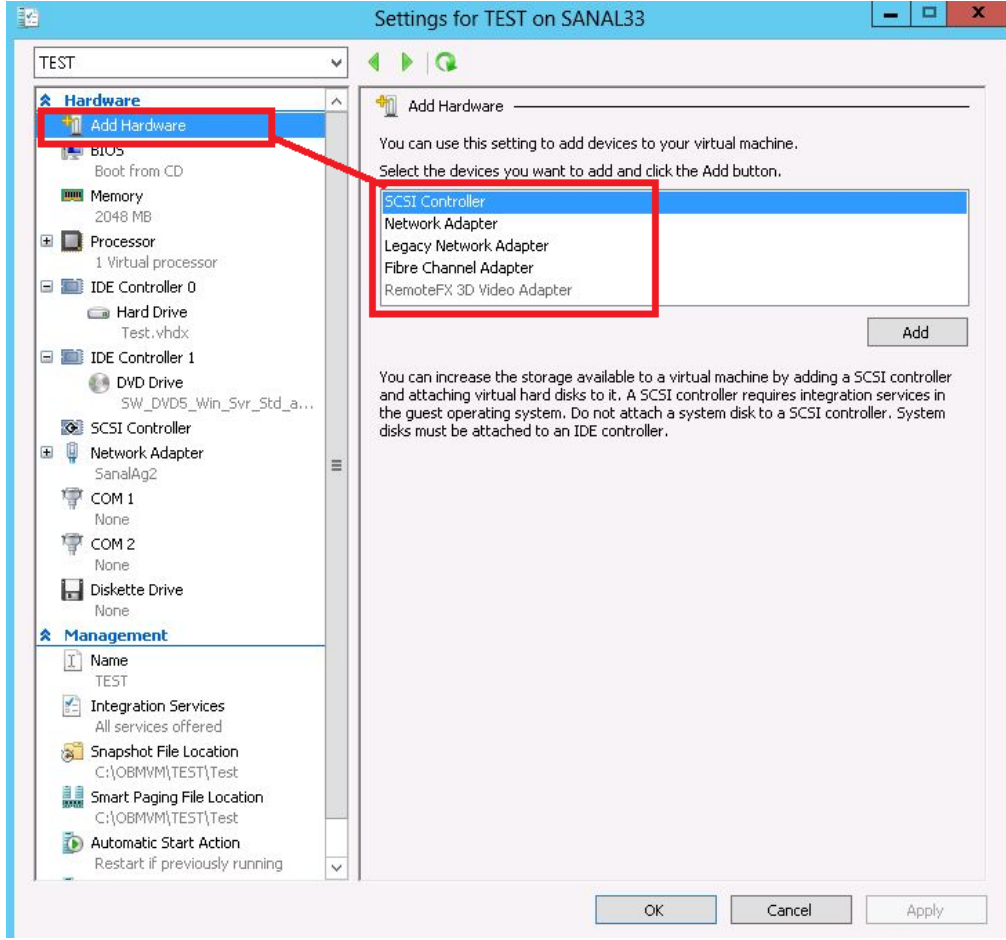 Settings for TEST on SANAL33
TEST
Hardware
Add Hardware
BIOS
Boot from CD
Memory
2048 MB
Processor
1 Virtual processor
IDE Controller 0
Hard Drive
Test.vhdx
IDE Controller 1
DVD Drive
SW_DVD5_Win_Svr_Std_a...
SCSI Controller
Network Adapter
SanalAg2
COM 1
None
COM 2
None
Diskette Drive
None
Management
Name
TEST
Integration Services
All services offered
Snapshot File Location
C:\OBMVM\TEST\Test
Smart Paging File Location
C:\OBMVM\TEST\Test
Automatic Start Action
Restart if previously running
Add Hardware
You can use this setting to add devices to your virtual machine.
Select the devices you want to add and click the Add button.
SCSI Controller
Network Adapter
Legacy Network Adapter
Fibre Channel Adapter
RemoteFX 3D Video Adapter
Add
You can increase the storage available to a virtual machine by adding a SCSI controller
and attaching virtual hard disks to it. A SCSI controller requires integration services in
the guest operating system. Do not attach a system disk to a SCSI controller. System
disks must be attached to an IDE controller.
OK
Cancel
Apply